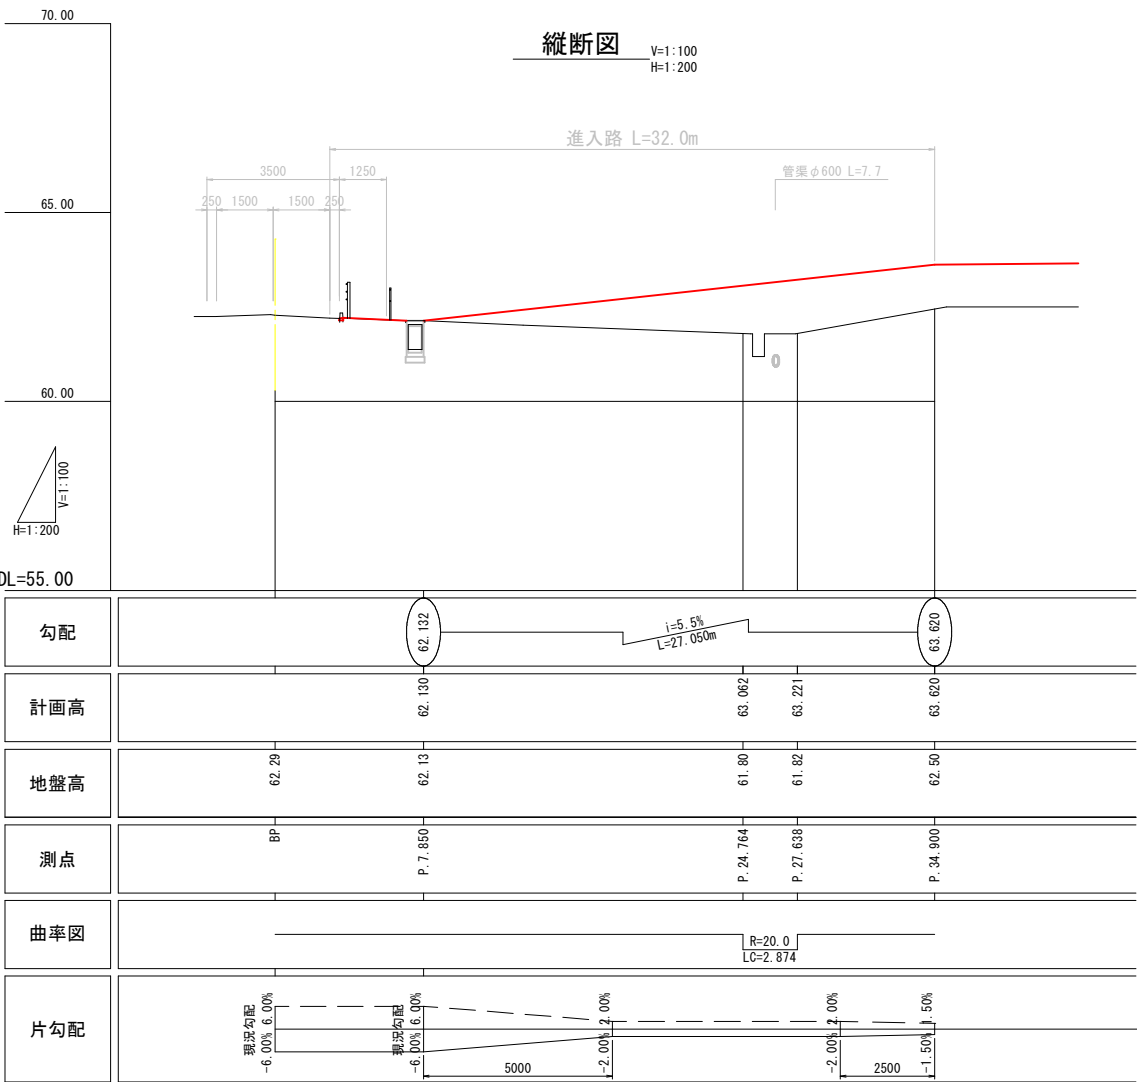 70.00
縦断図
V=1:100
H=1:200
進入路 L=32.0m
3500
1250
管渠φ600 L=7.7
250
1500
1500
250
65.00
60.00
V=1:100
H=1:200
DL=55.00
勾配
62.132
i=5.5%
L=27.050m
63.620
計画高
62.130
63.062
63.221
63.620
地盤高
62.29
62.13
61.80
61.82
62.50
測点
BP
P.7.850
P.24.764
P.27.638
P.34.900
曲率図
R=20.0
LC=2.874
片勾配
現況勾配
6.00%
-6.00%
現況勾配
6.00%
-6.00%
2.00%
-2.00%
2.00%
-2.00%
1.50%
-1.50%
5000
2500